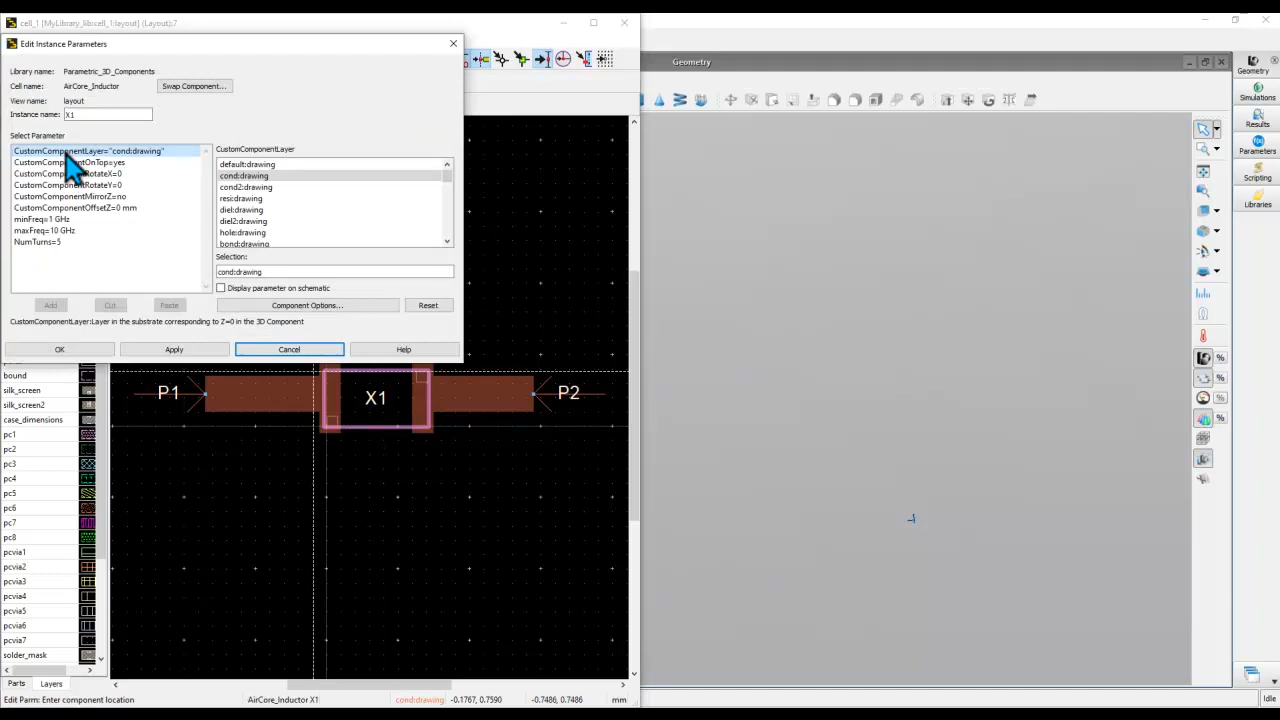 cell_1 [MyLibrary_lib:cell_1:layout] (Layout):7
Edit Instance Parameters
Library name: Parametric_3D_Components
Cell name: AirCore_Inductor Swap Component...
View name: layout
Instance name: X1
Select Parameter
CustomComponentLayer="cond:drawing"
CustomComponentOnTop=yes
CustomComponentRotateX=0
CustomComponentRotateY=0
CustomComponentMirrorZ=no
CustomComponentOffsetZ=0 mm
minFreq=1 GHz
maxFreq=10 GHz
NumTurns=5
Add Cut... Paste
CustomComponentLayer
default:drawing
cond:drawing
cond2:drawing
resi:drawing
diel:drawing
diel2:drawing
hole:drawing
bond:drawing
Selection:
cond:drawing
Display parameter on schematic
Component Options... Reset
CustomComponentLayer:Layer in the substrate corresponding to Z=0 in the 3D Component
OK Apply Cancel Help
bound
silk_screen
silk_screen2
case_dimensions
pc1
pc2
pc3
pc4
pc5
pc6
pc7
pc8
pcvia1
pcvia2
pcvia3
pcvia4
pcvia5
pcvia6
pcvia7
solder_mask
Parts Layers
P1 X1 P2
Edit Parm: Enter component location AirCore_Inductor X1 cond:drawing -0.1767, 0.7590 -0.7486, 0.7486 mm
Geometry
Geometry
Simulations
Results
Parameters
Scripting
Libraries
Idle